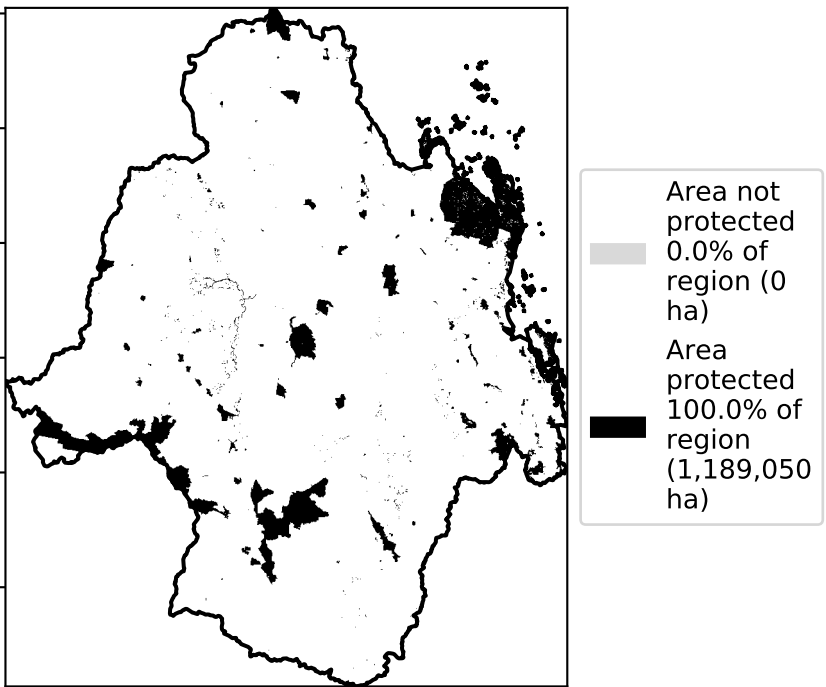 Area not
protected
0.0% of
region (0
ha)
Area
protected
100.0% of
region
(1,189,050
ha)